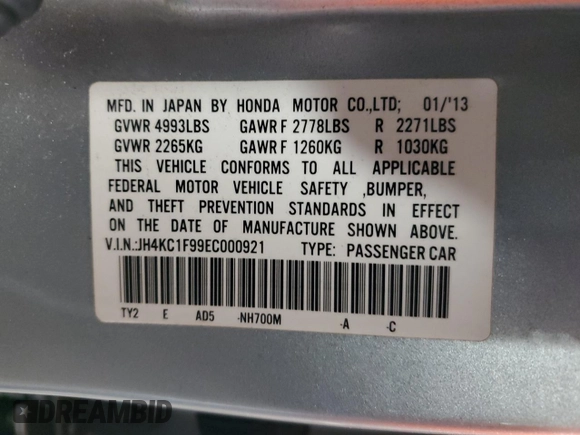 MFD. IN JAPAN BY HONDA MOTOR CO.,LTD; 01/'13
GVWR 4993LBS GAWR F 2778LBS R 2271LBS
GVWR 2265KG GAWR F 1260KG R 1030KG
THIS VEHICLE CONFORMS TO ALL APPLICABLE
FEDERAL MOTOR VEHICLE SAFETY ,BUMPER,
AND THEFT PREVENTION STANDARDS IN EFFECT
ON THE DATE OF MANUFACTURE SHOWN ABOVE.
V.I.N.:JH4KC1F99EC000921 TYPE: PASSENGER CAR
TY2 E AD5 -NH700M -A -C
DREAMBID